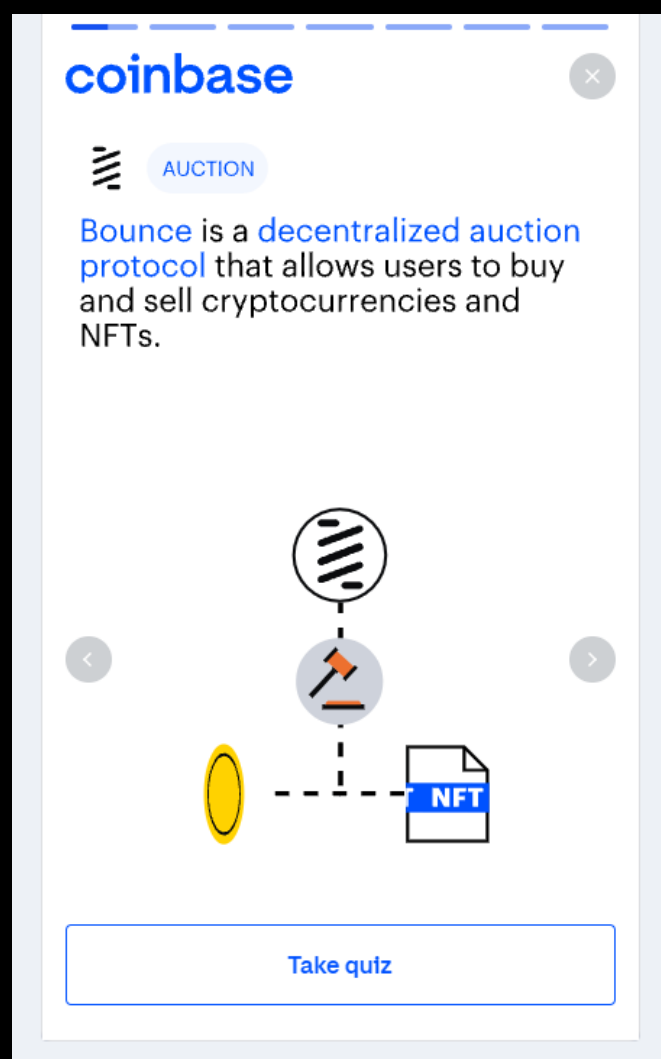 coinbase
AUCTION
Bounce is a decentralized auction
protocol that allows users to buy
and sell cryptocurrencies and
NFTs.
T NFT
Take quiz